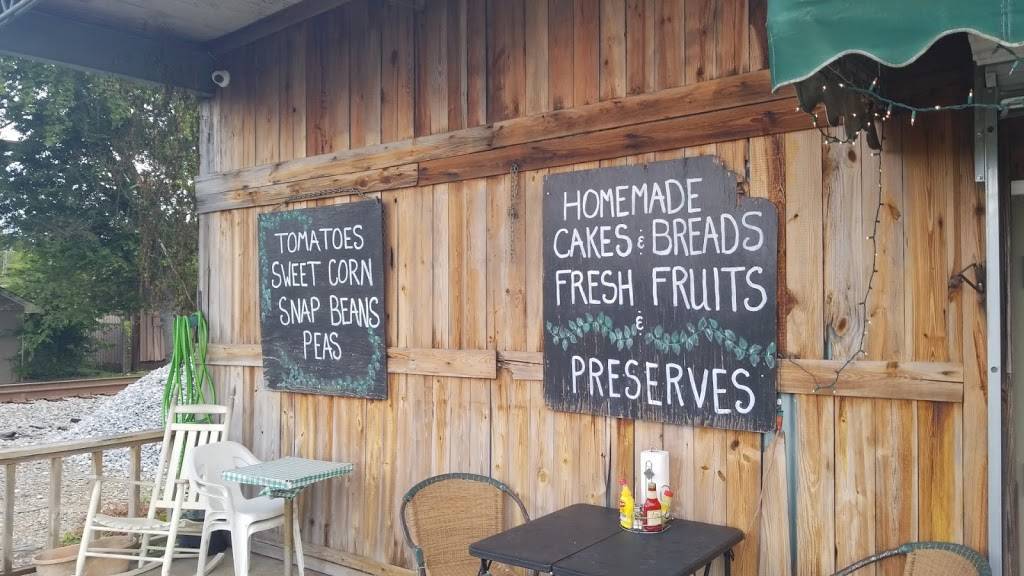 TOMATOES
SWEET CORN
SNAP BEANS
PEAS
HOMEMADE
CAKES & BREADS
FRESH FRUITS
&
PRESERVES